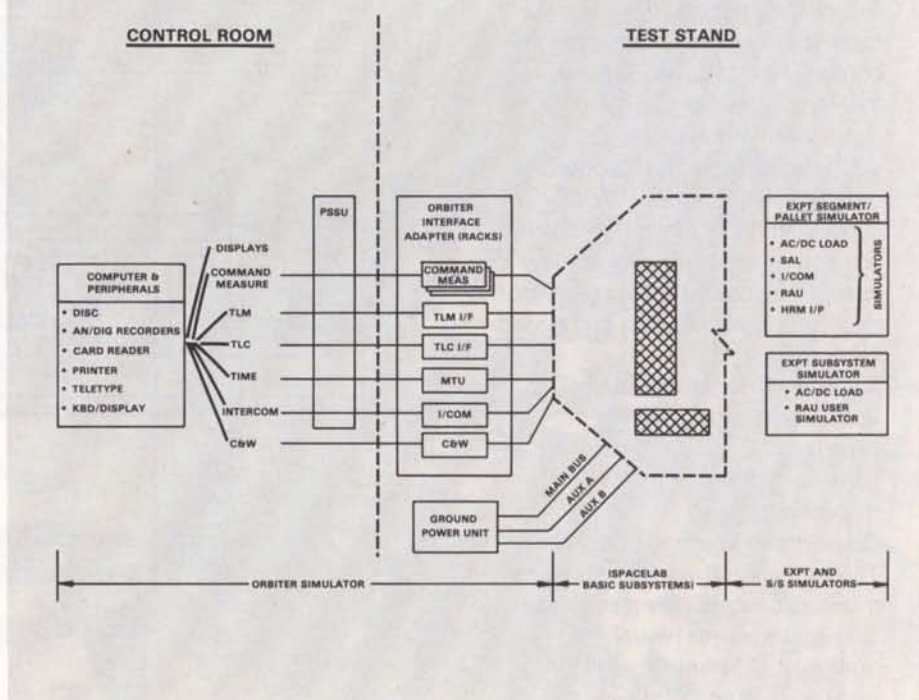 CONTROL ROOM
TEST STAND
PSSU
ORBITER
INTERFACE
ADAPTER (RACKS)
EXPT SEGMENT/
PALLET SIMULATOR
• AC/DC LOAD
• SAL
• I/COM
• RAU
• HRM I/F
SIMULATORS
COMPUTER &
PERIPHERALS
• DISC
• AN/DIG RECORDERS
• CARD READER
• PRINTER
• TELETYPE
• KBD/DISPLAY
DISPLAYS
COMMAND
MEASURE
TLM
TLC
TIME
INTERCOM
C&W
COMMAND
MEAS
TLM I/F
TLC I/F
MTU
I/COM
C&W
EXPT SUBSYSTEM
SIMULATOR
• AC/DC LOAD
• RAU USER
SIMULATOR
GROUND
POWER UNIT
MAIN BUS
AUX A
AUX B
ORBITER SIMULATOR
(SPACELAB
BASIC SUBSYSTEMS)
EXPT AND
S/S SIMULATORS